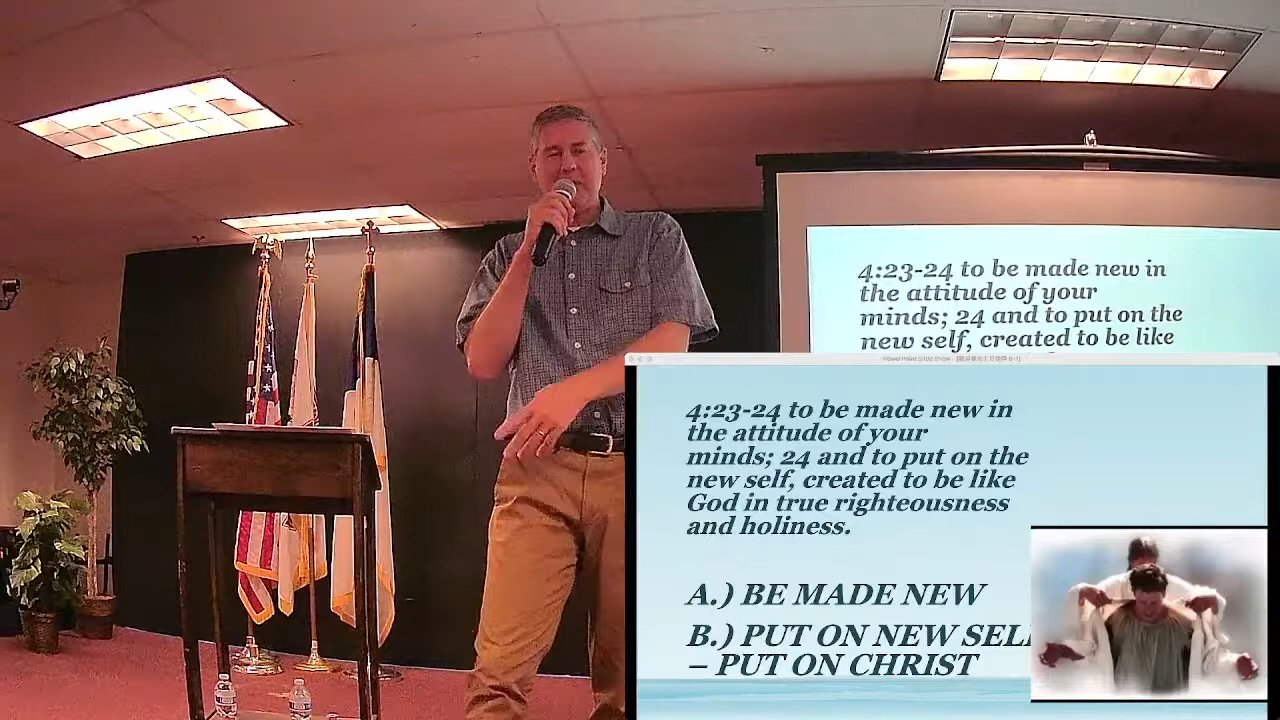 4:23-24 to be made new in
the attitude of your
minds; 24 and to put on the
new self, created to be like
4:23-24 to be made new in
the attitude of your
minds; 24 and to put on the
new self, created to be like
God in true righteousness
and holiness.
A.) BE MADE NEW
B.) PUT ON NEW SEL
– PUT ON CHRIST